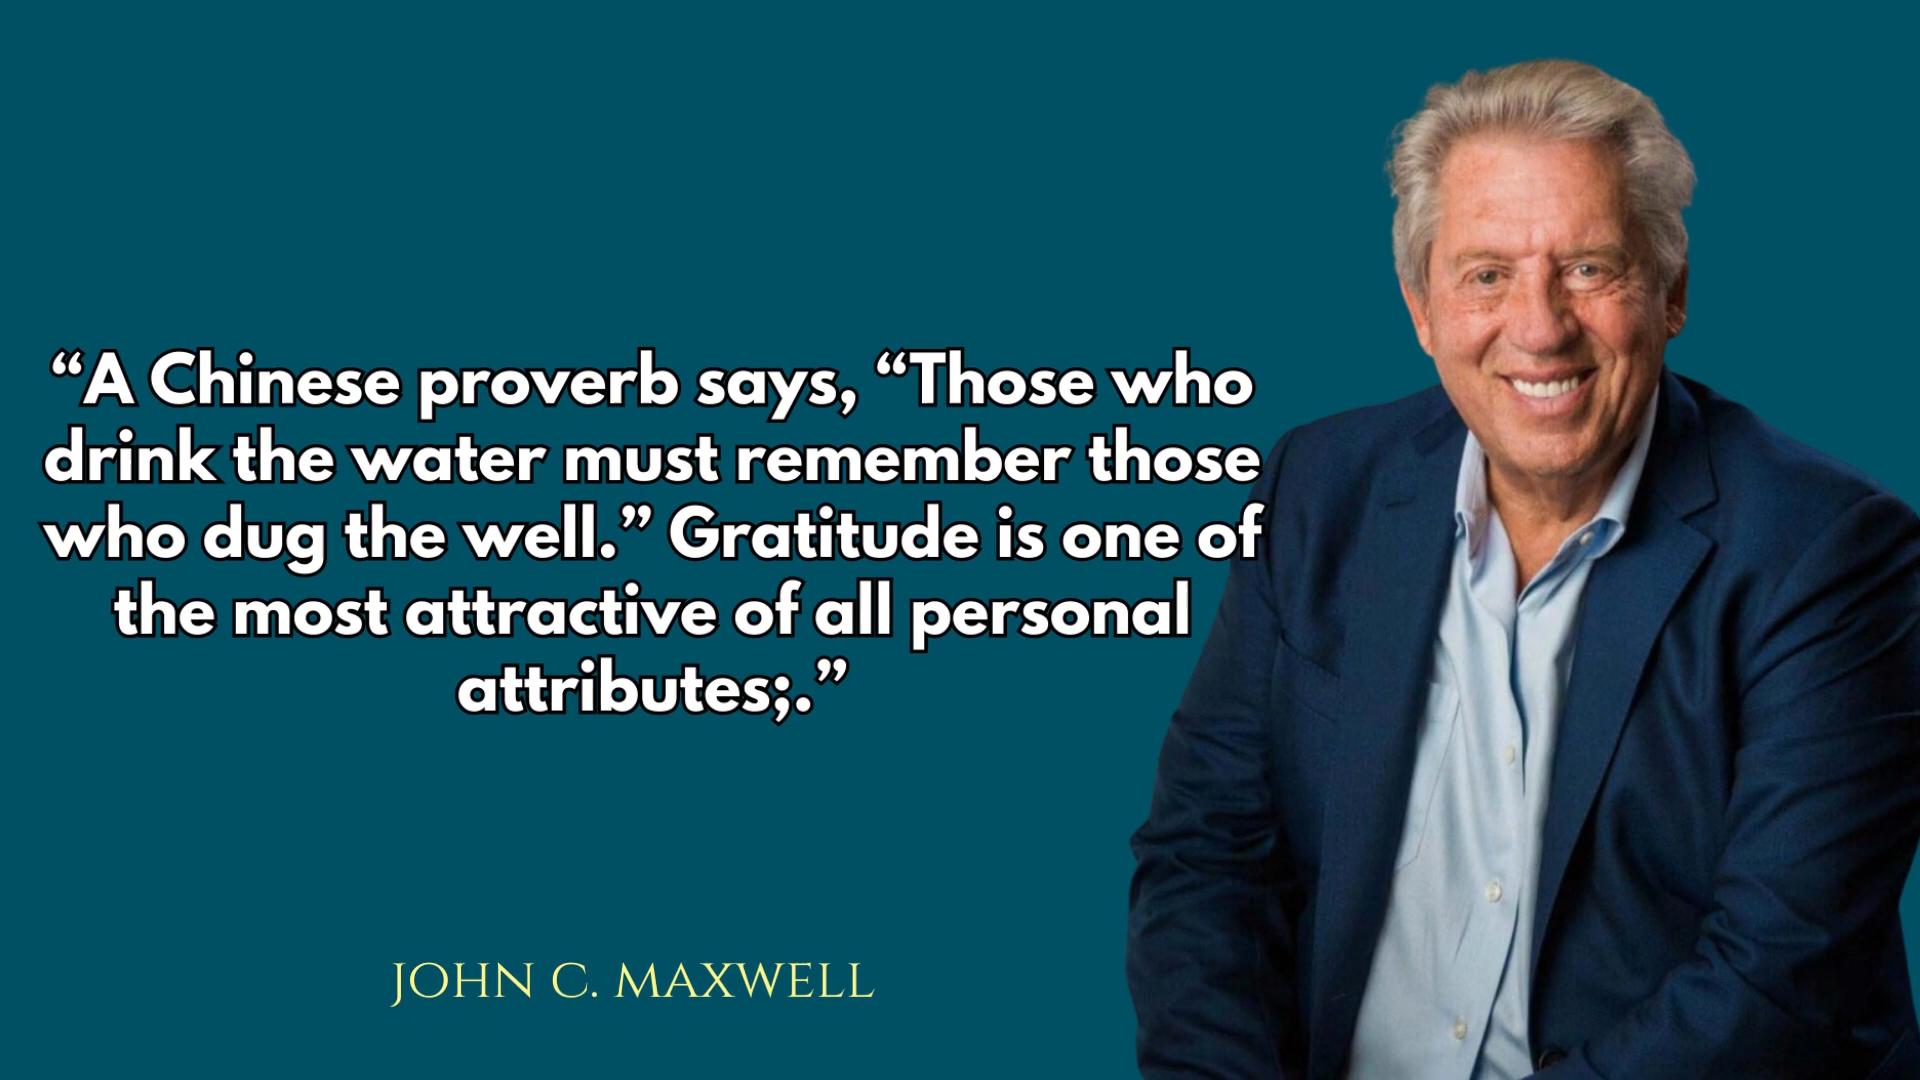 “A Chinese proverb says, “Those who
drink the water must remember those
who dug the well.” Gratitude is one of
the most attractive of all personal
attributes;.”
JOHN C. MAXWELL